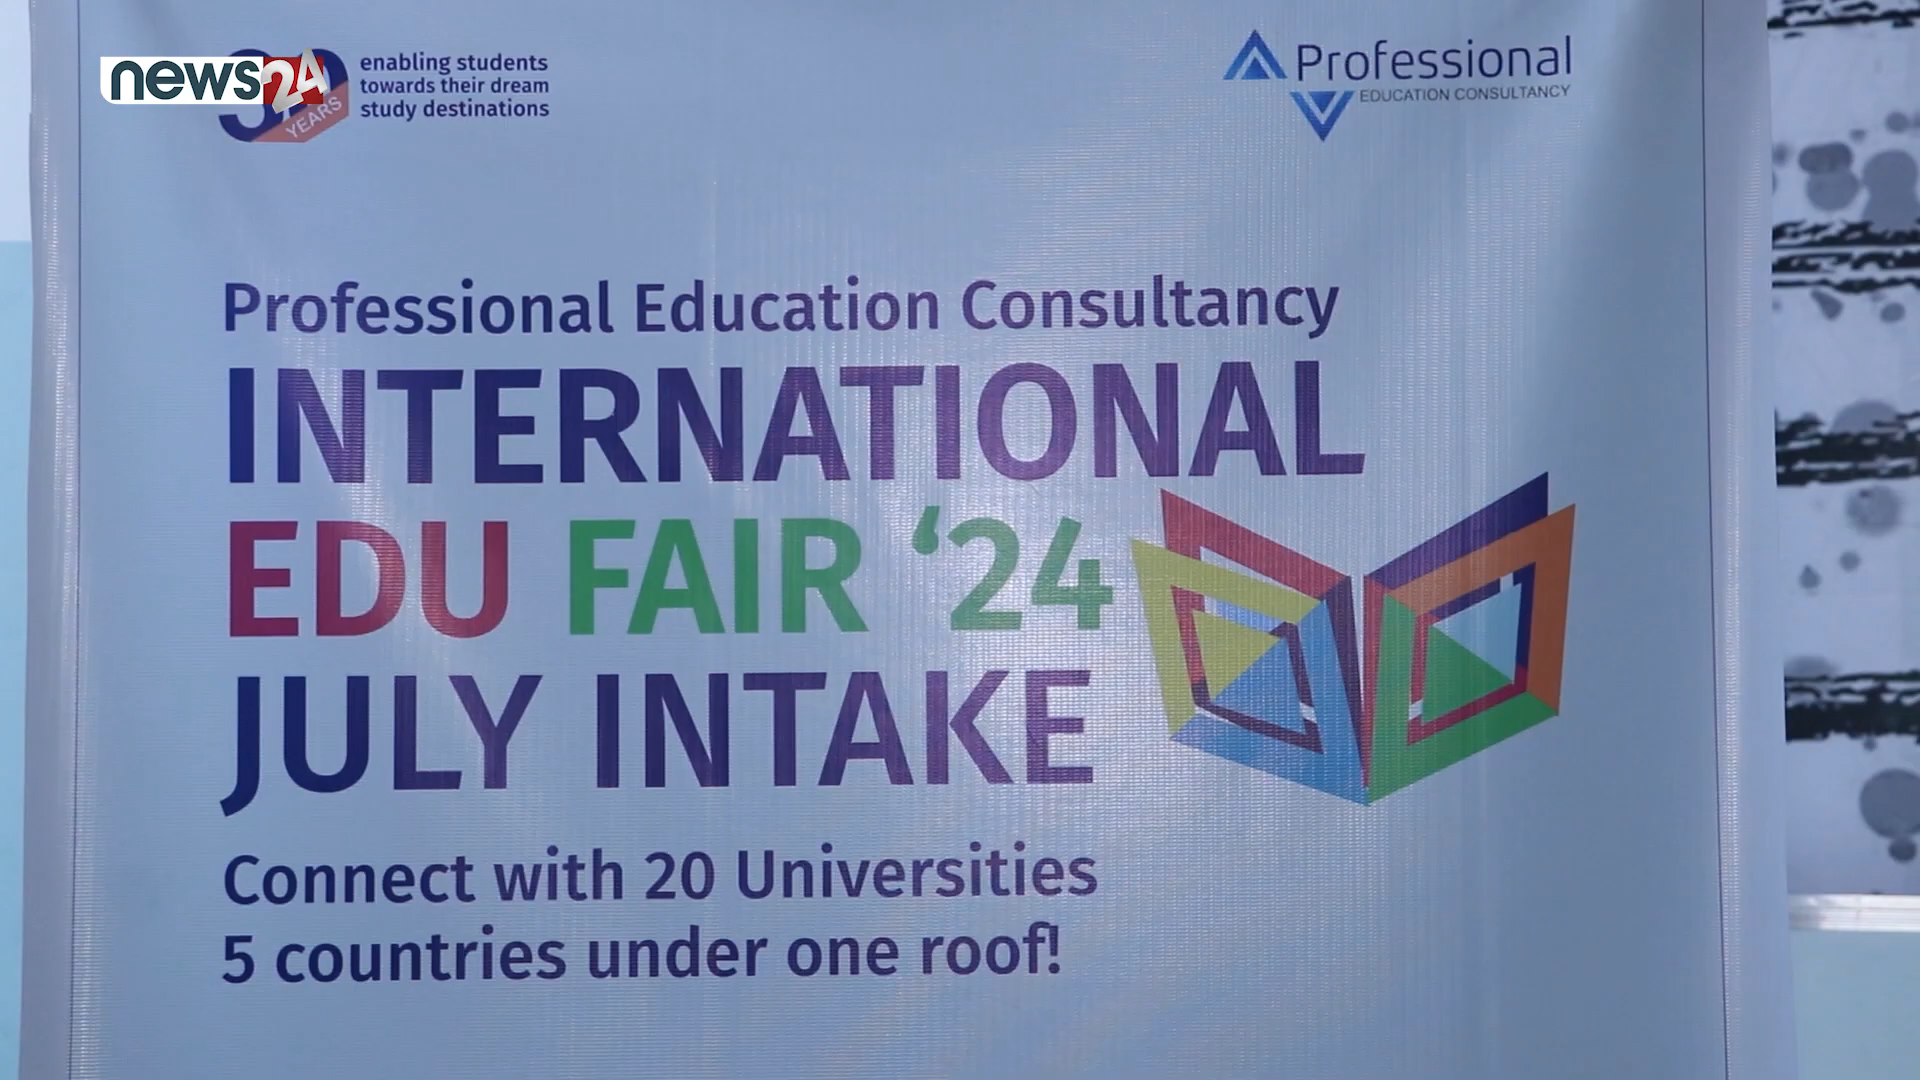 news24
YEARS
enabling students
towards their dream
study destinations
Professional
EDUCATION CONSULTANCY
Professional Education Consultancy
INTERNATIONAL
EDU FAIR ‘24
JULY INTAKE
Connect with 20 Universities
5 countries under one roof!